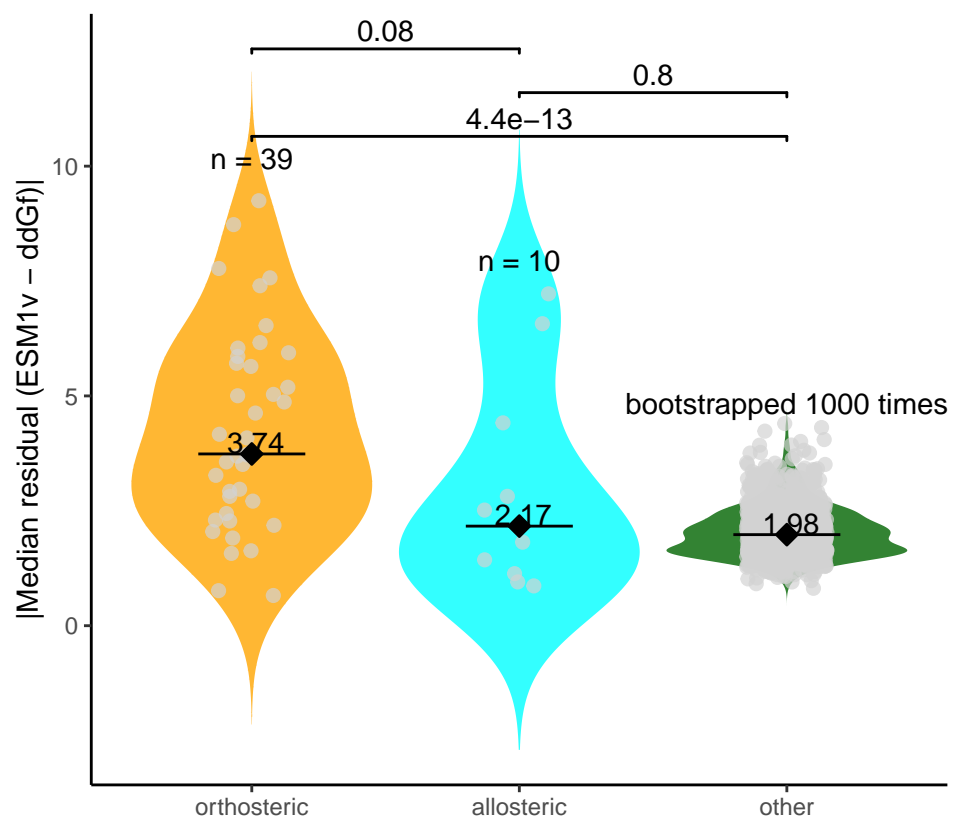 0.08
0.8
4.4e−13
n = 39
10
n = 10
bootstrapped 1000 times
5
3.74
2.17
1.98
0
|Median residual (ESM1v − ddGf)|
orthosteric
allosteric
other